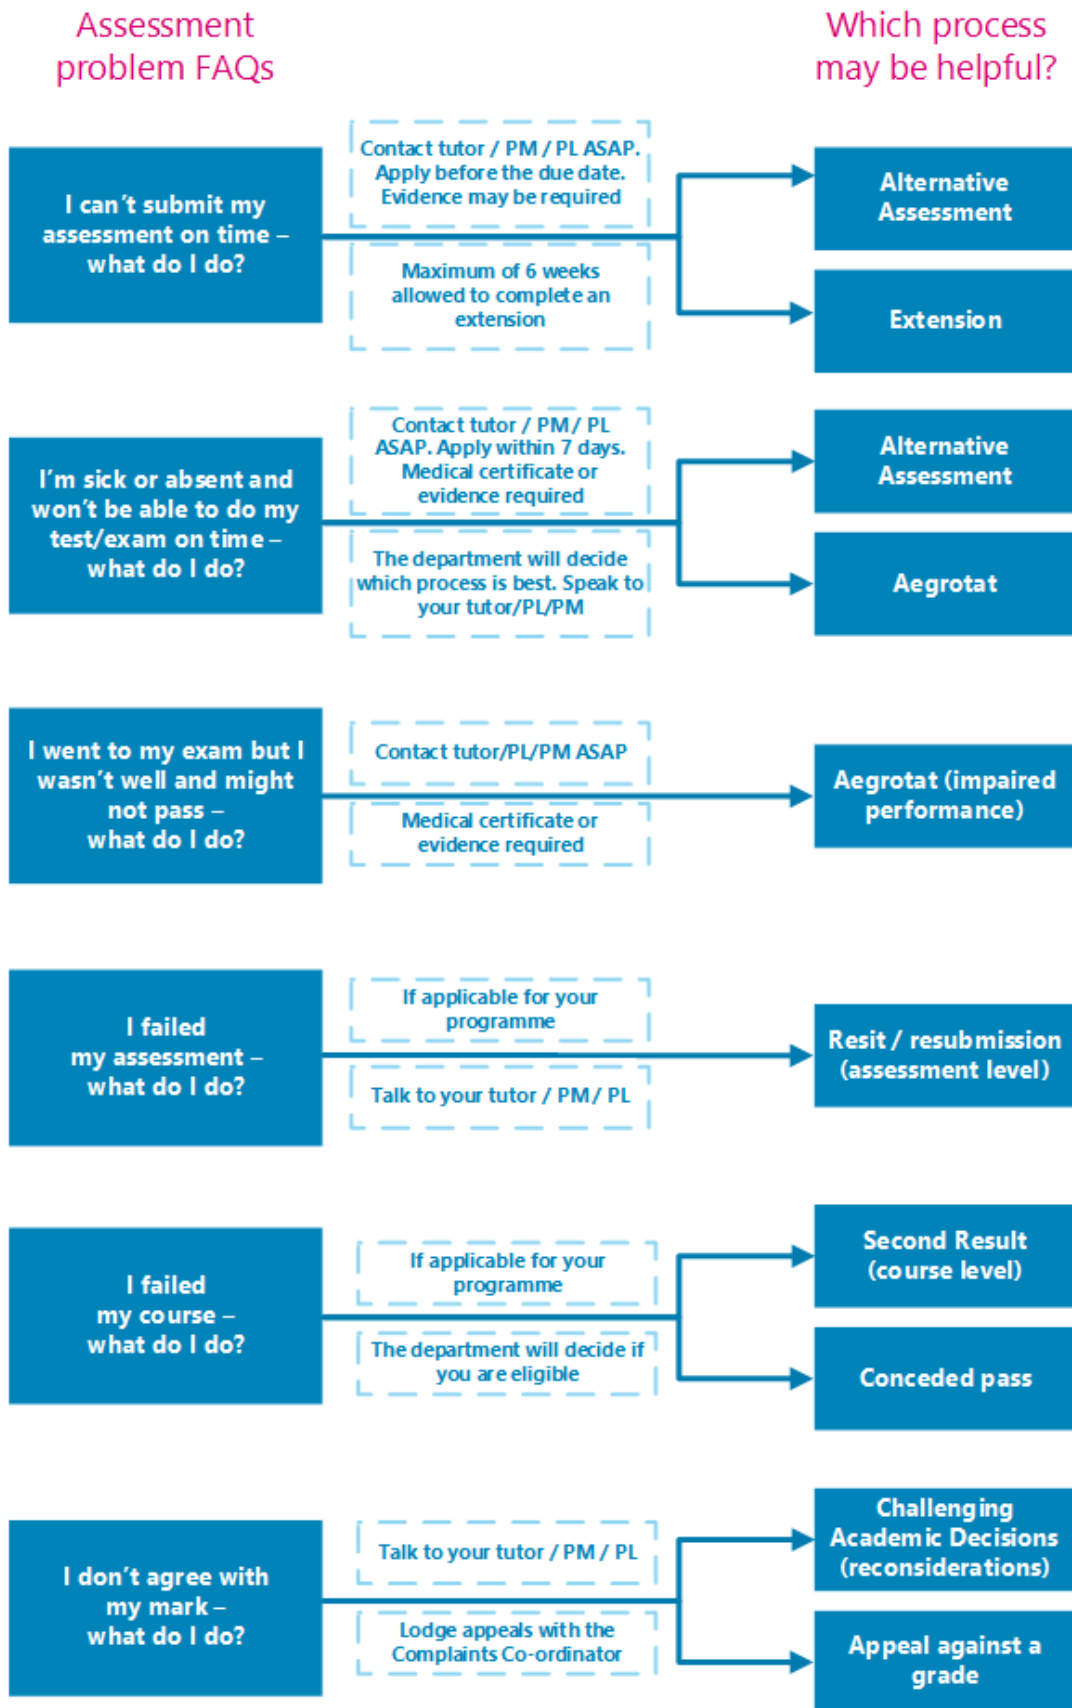 Assessment
problem FAQs
Which process
may be helpful?
I can't submit my
assessment on time –
what do I do?
Contact tutor / PM / PL ASAP.
Apply before the due date.
Evidence may be required
Maximum of 6 weeks
allowed to complete an
extension
Alternative
Assessment
Extension
I'm sick or absent and
won't be able to do my
test/exam on time –
what do I do?
Contact tutor / PM / PL
ASAP. Apply within 7 days.
Medical certificate or
evidence required
The department will decide
which process is best. Speak to
your tutor/PL/PM
Alternative
Assessment
Aegrotat
I went to my exam but I
wasn't well and might
not pass –
what do I do?
Contact tutor/PL/PM ASAP
Medical certificate or
evidence required
Aegrotat (impaired
performance)
I failed
my assessment –
what do I do?
If applicable for your
programme
Talk to your tutor / PM / PL
Resit / resubmission
(assessment level)
I failed
my course –
what do I do?
If applicable for your
programme
The department will decide if
you are eligible
Second Result
(course level)
Conceded pass
I don't agree with
my mark –
what do I do?
Talk to your tutor / PM / PL
Lodge appeals with the
Complaints Co-ordinator
Challenging
Academic Decisions
(reconsiderations)
Appeal against a
grade